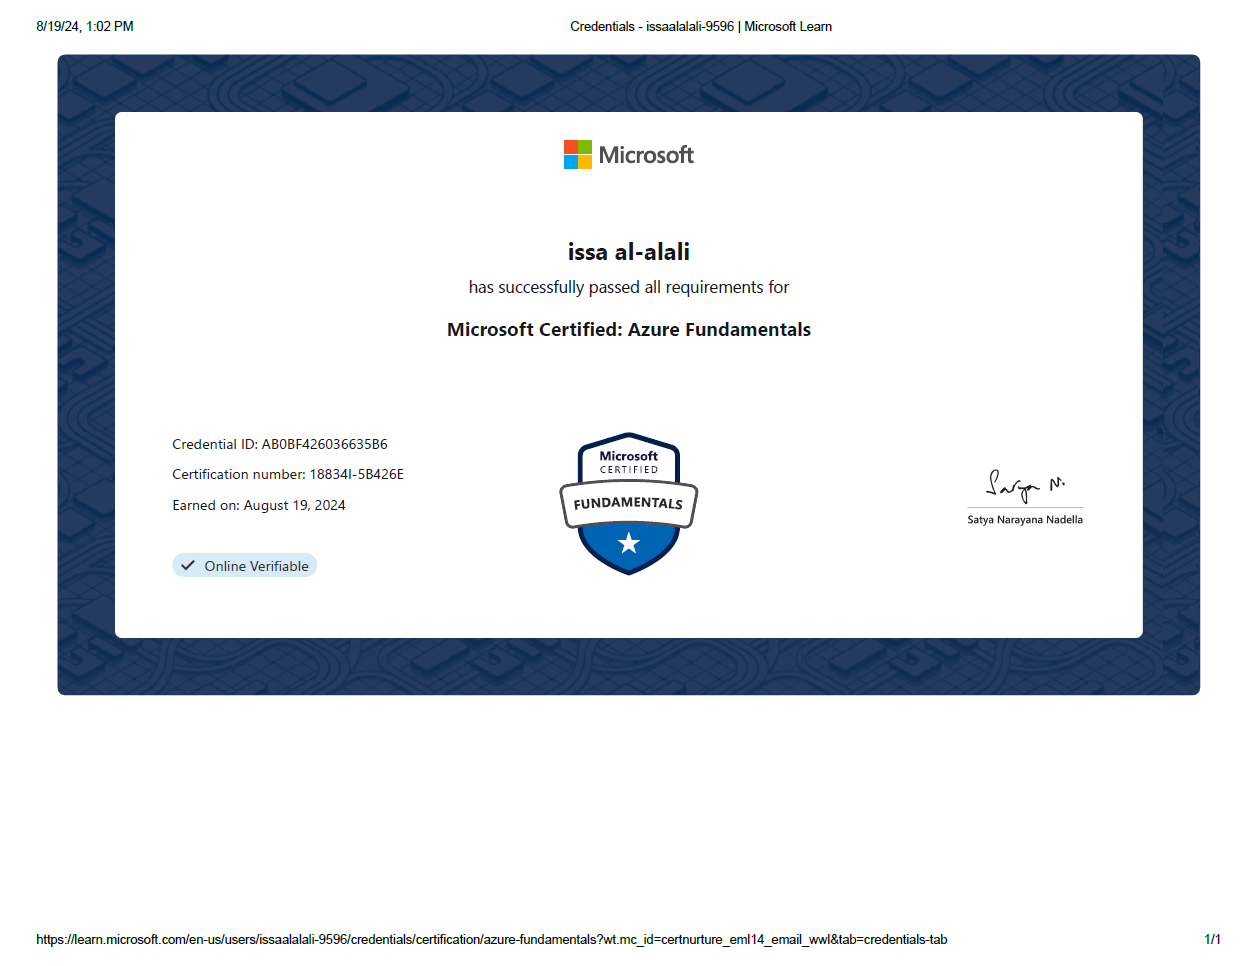 8/19/24, 1:02 PM
Credentials - issaalalali-9596 | Microsoft Learn
Microsoft
issa al-alali
has successfully passed all requirements for
Microsoft Certified: Azure Fundamentals
Credential ID: AB0BF426036635B6
Certification number: 18834I-5B426E
Earned on: August 19, 2024
Online Verifiable
Microsoft
CERTIFIED
FUNDAMENTALS
Satya N.
Satya Narayana Nadella
https://learn.microsoft.com/en-us/users/issaalalali-9596/credentials/certification/azure-fundamentals?wt.mc_id=certnurture_eml14_email_wwl&tab=credentials-tab
1/1